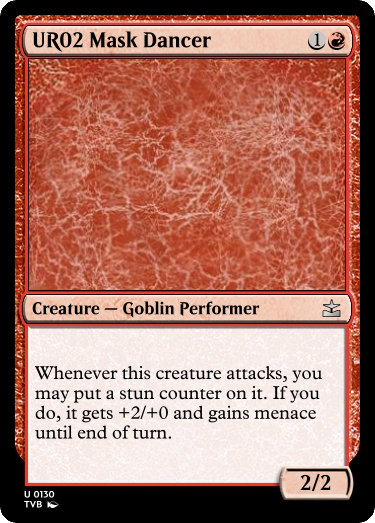 UR02 Mask Dancer 1
Creature — Goblin Performer
Whenever this creature attacks, you
may put a stun counter on it. If you
do, it gets +2/+0 and gains menace
until end of turn.
2/2
U 0130
TVB